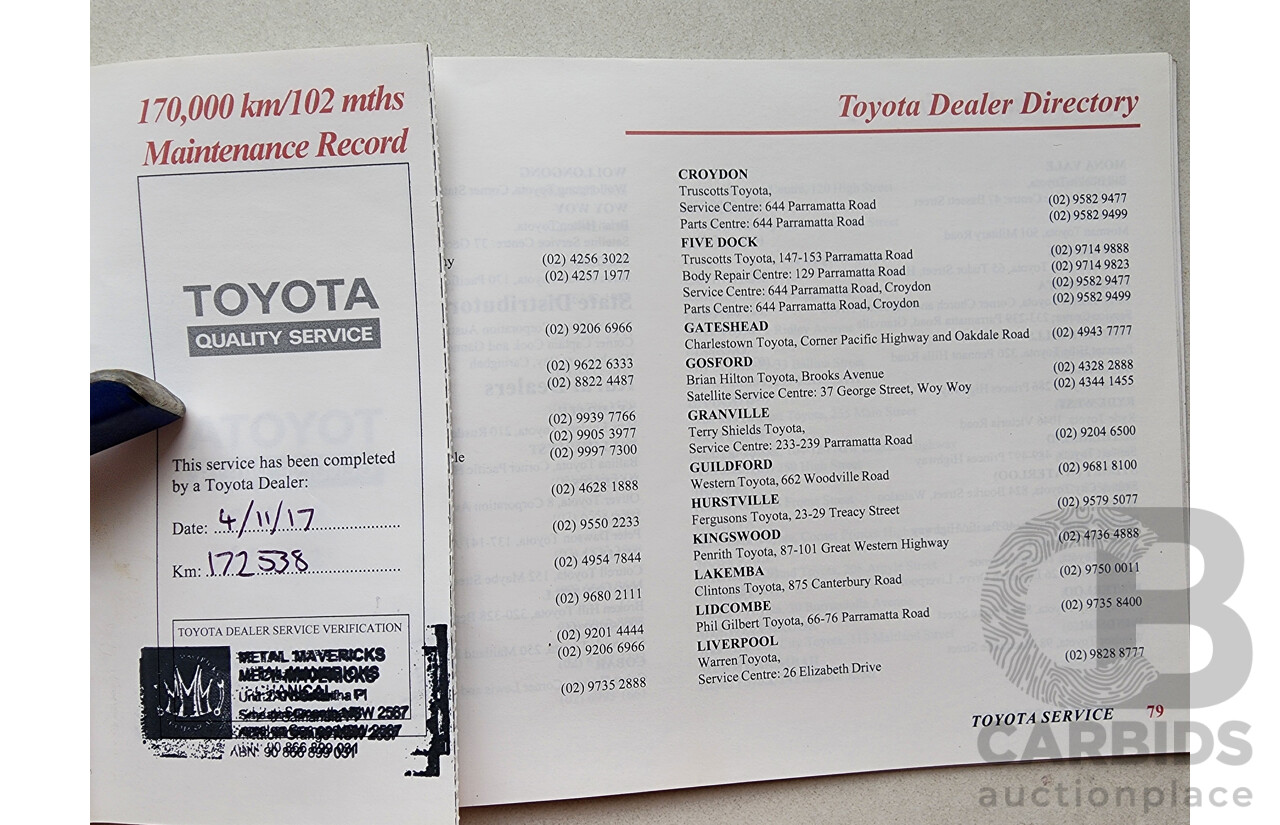 170,000 km/102 mths
Maintenance Record
TOYOTA
QUALITY SERVICE
This service has been completed
by a Toyota Dealer:
Date: 4/11/17
Km: 172538
TOYOTA DEALER SERVICE VERIFICATION
METAL MAVERICKS
ABN: 90 866 899 031
(02) 4256 3022
(02) 4257 1977
(02) 9206 6966
(02) 9622 6333
(02) 8822 4487
(02) 9939 7766
(02) 9905 3977
(02) 9997 7300
(02) 4628 1888
(02) 9550 2233
(02) 4954 7844
(02) 9680 2111
(02) 9201 4444
(02) 9206 6966
(02) 9735 2888
Toyota Dealer Directory
CROYDON
Truscotts Toyota,
Service Centre: 644 Parramatta Road (02) 9582 9477
Parts Centre: 644 Parramatta Road (02) 9582 9499
FIVE DOCK
Truscotts Toyota, 147-153 Parramatta Road (02) 9714 9888
Body Repair Centre: 129 Parramatta Road (02) 9714 9823
Service Centre: 644 Parramatta Road, Croydon (02) 9582 9477
Parts Centre: 644 Parramatta Road, Croydon (02) 9582 9499
GATESHEAD
Charlestown Toyota, Corner Pacific Highway and Oakdale Road (02) 4943 7777
GOSFORD
Brian Hilton Toyota, Brooks Avenue (02) 4328 2888
Satellite Service Centre: 37 George Street, Woy Woy (02) 4344 1455
GRANVILLE
Terry Shields Toyota,
Service Centre: 233-239 Parramatta Road (02) 9204 6500
GUILDFORD
Western Toyota, 662 Woodville Road (02) 9681 8100
HURSTVILLE
Fergusons Toyota, 23-29 Treacy Street (02) 9579 5077
KINGSWOOD
Penrith Toyota, 87-101 Great Western Highway (02) 4736 4888
LAKEMBA
Clintons Toyota, 875 Canterbury Road (02) 9750 0011
LIDCOMBE
Phil Gilbert Toyota, 66-76 Parramatta Road (02) 9735 8400
LIVERPOOL
Warren Toyota,
Service Centre: 26 Elizabeth Drive (02) 9828 8777
TOYOTA SERVICE 79
CARBIDS
auctionplace